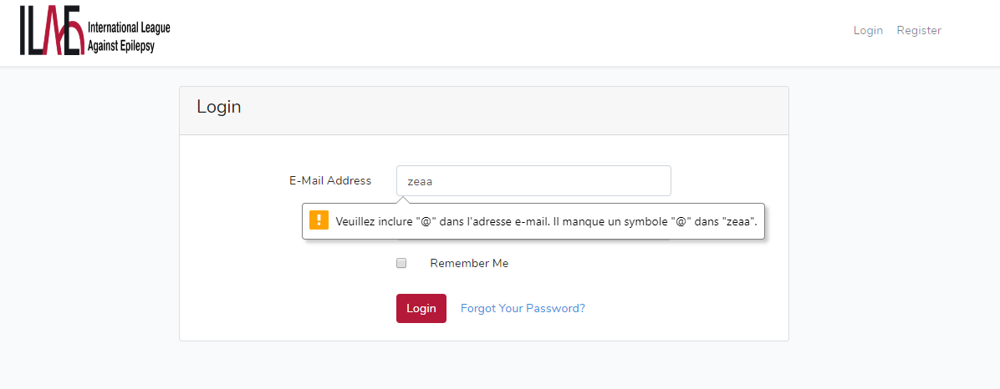 ILAE International League
Against Epilepsy
Login Register
Login
E-Mail Address zeaa
Veuillez inclure "@" dans l'adresse e-mail. Il manque un symbole "@" dans "zeaa".
Remember Me
Login Forgot Your Password?